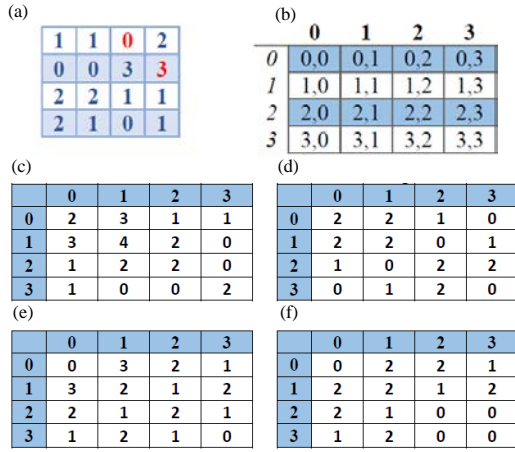 (a)
1 1 0 2
0 0 3 3
2 2 1 1
2 1 0 1
(b)
0 1 2 3
0 0,0 0,1 0,2 0,3
1 1,0 1,1 1,2 1,3
2 2,0 2,1 2,2 2,3
3 3,0 3,1 3,2 3,3
(c)
0 1 2 3
0 2 3 1 1
1 3 4 2 0
2 1 2 2 0
3 1 0 0 2
(d)
0 1 2 3
0 2 2 1 0
1 2 2 0 1
2 1 0 2 2
3 0 1 2 0
(e)
0 1 2 3
0 0 3 2 1
1 3 2 1 2
2 2 1 2 1
3 1 2 1 0
(f)
0 1 2 3
0 0 2 2 1
1 2 2 1 2
2 2 1 0 0
3 1 2 0 0